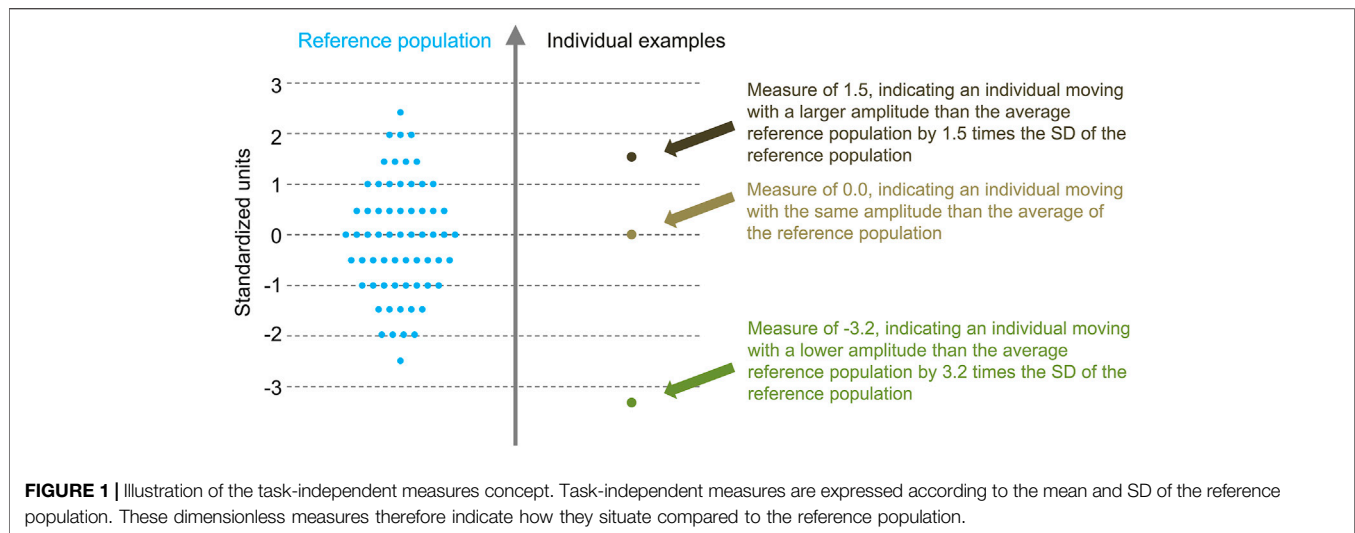 Reference population
Individual examples
Standardized units
3
2
1
0
-1
-2
-3
Measure of 1.5, indicating an individual moving
with a larger amplitude than the average
reference population by 1.5 times the SD of the
reference population
Measure of 0.0, indicating an individual moving
with the same amplitude than the average of
the reference population
Measure of -3.2, indicating an individual moving
with a lower amplitude than the average
reference population by 3.2 times the SD of the
reference population
FIGURE 1 | Illustration of the task-independent measures concept. Task-independent measures are expressed according to the mean and SD of the reference
population. These dimensionless measures therefore indicate how they situate compared to the reference population.